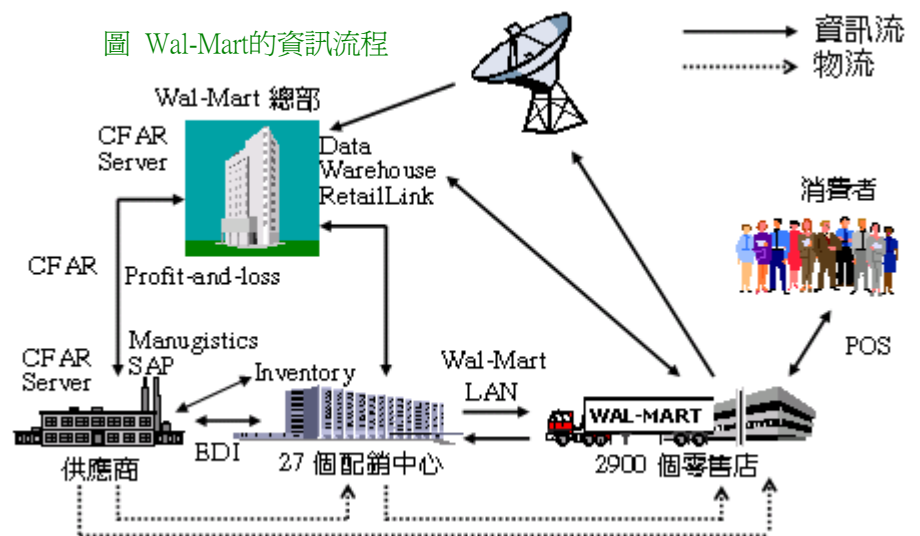 圖 Wal-Mart的資訊流程
資訊流
物流
Wal-Mart 總部
CFAR
Server
Data
Warehouse
RetailLink
消費者
CFAR
Profit-and-loss
POS
CFAR
Server
Manugistics
SAP
Inventory
Wal-Mart
LAN
WAL-MART
EDI
供應商
27 個配銷中心
2900 個零售店